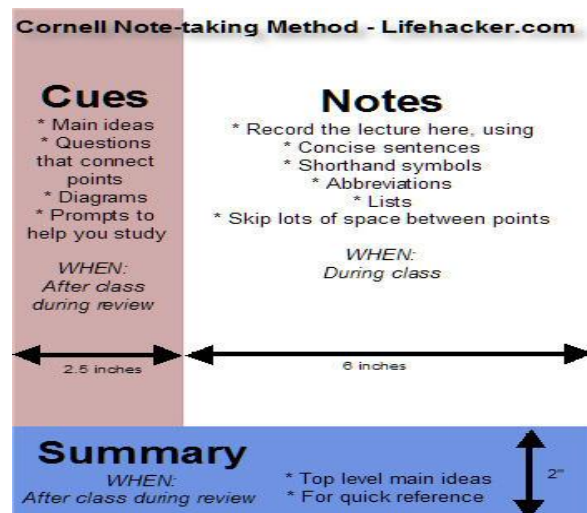 Cornell Note-taking Method - Lifehacker.com
Cues
* Main ideas
* Questions
that connect
points
* Diagrams
* Prompts to
help you study
WHEN:
After class
during review
Notes
* Record the lecture here, using
* Concise sentences
* Shorthand symbols
* Abbreviations
* Lists
* Skip lots of space between points
WHEN:
During class
2.5 inches
6 inches
Summary
WHEN:
After class during review
* Top level main ideas
* For quick reference
2"